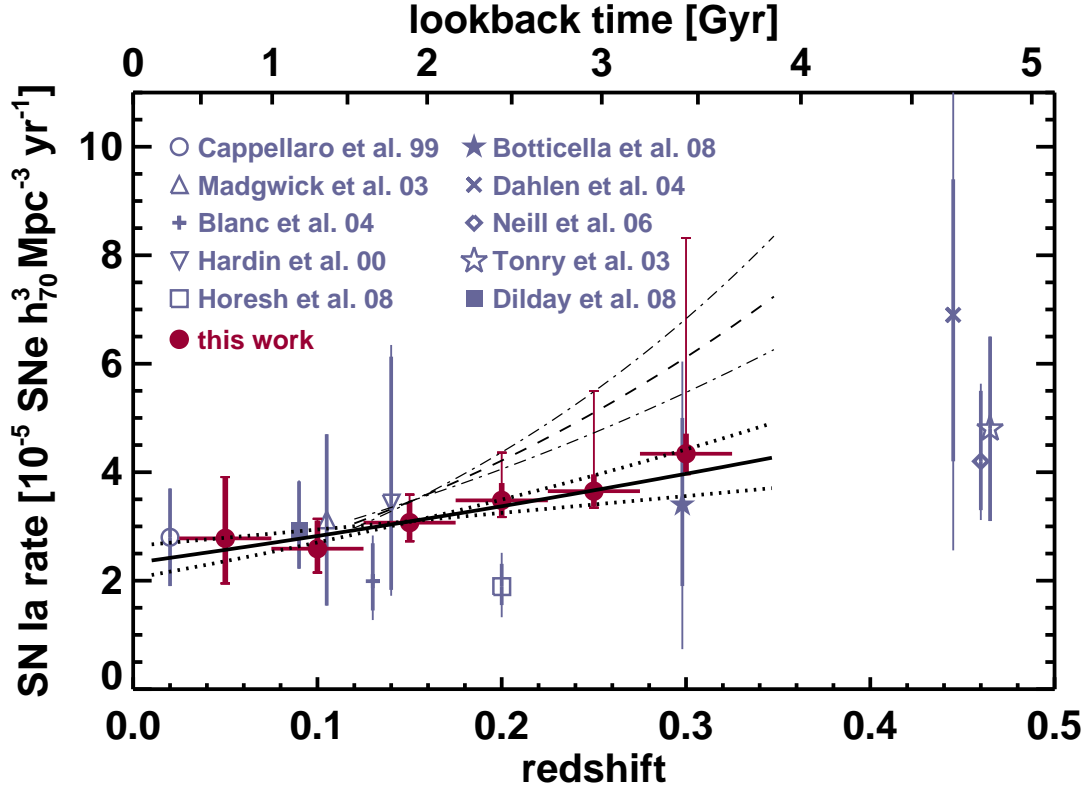 lookback time [Gyr]
0 1 2 3 4 5
SN Ia rate [10⁻⁵ SNe h³₇₀ Mpc⁻³ yr⁻¹]
10
8
6
4
2
0
Cappellaro et al. 99
Madgwick et al. 03
Blanc et al. 04
Hardin et al. 00
Horesh et al. 08
this work
Botticella et al. 08
Dahlen et al. 04
Neill et al. 06
Tonry et al. 03
Dilday et al. 08
0.0 0.1 0.2 0.3 0.4 0.5
redshift